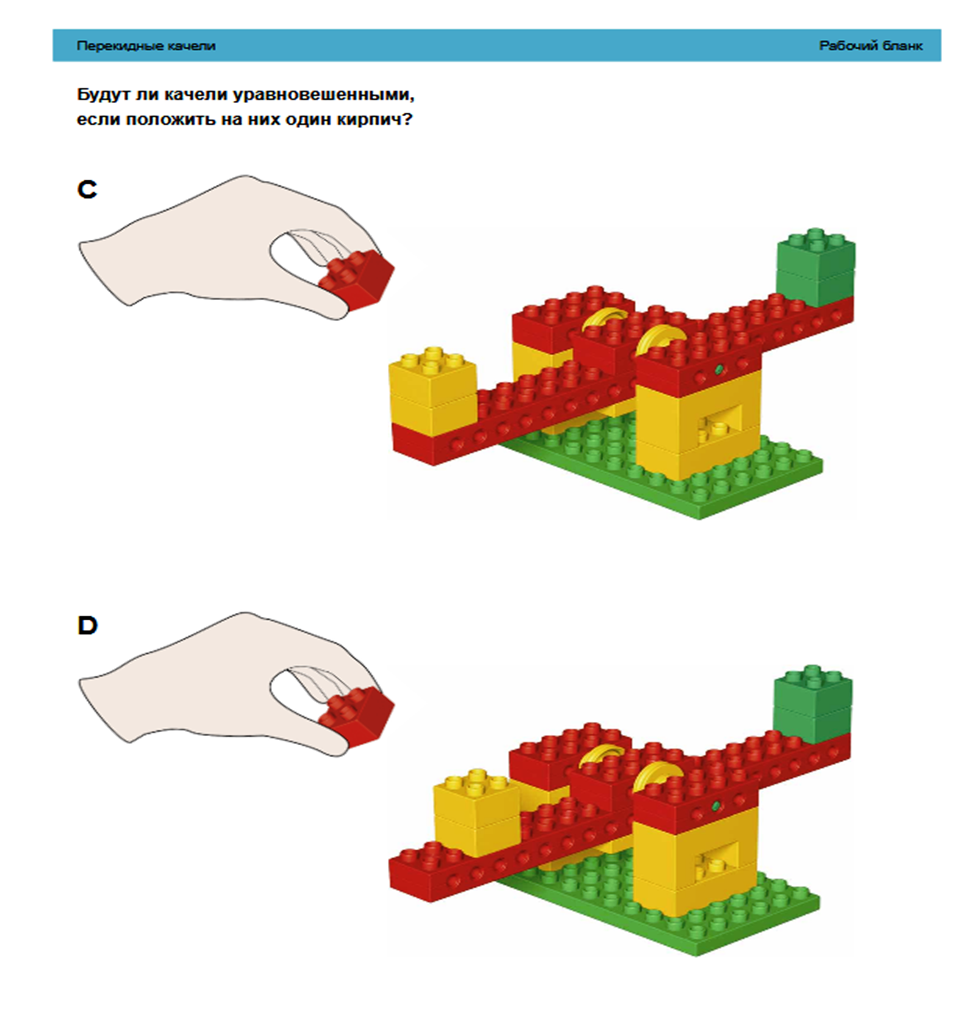 Перекидные качели
Рабочий бланк
Будут ли качели уравновешенными,
если положить на них один кирпич?
C
D